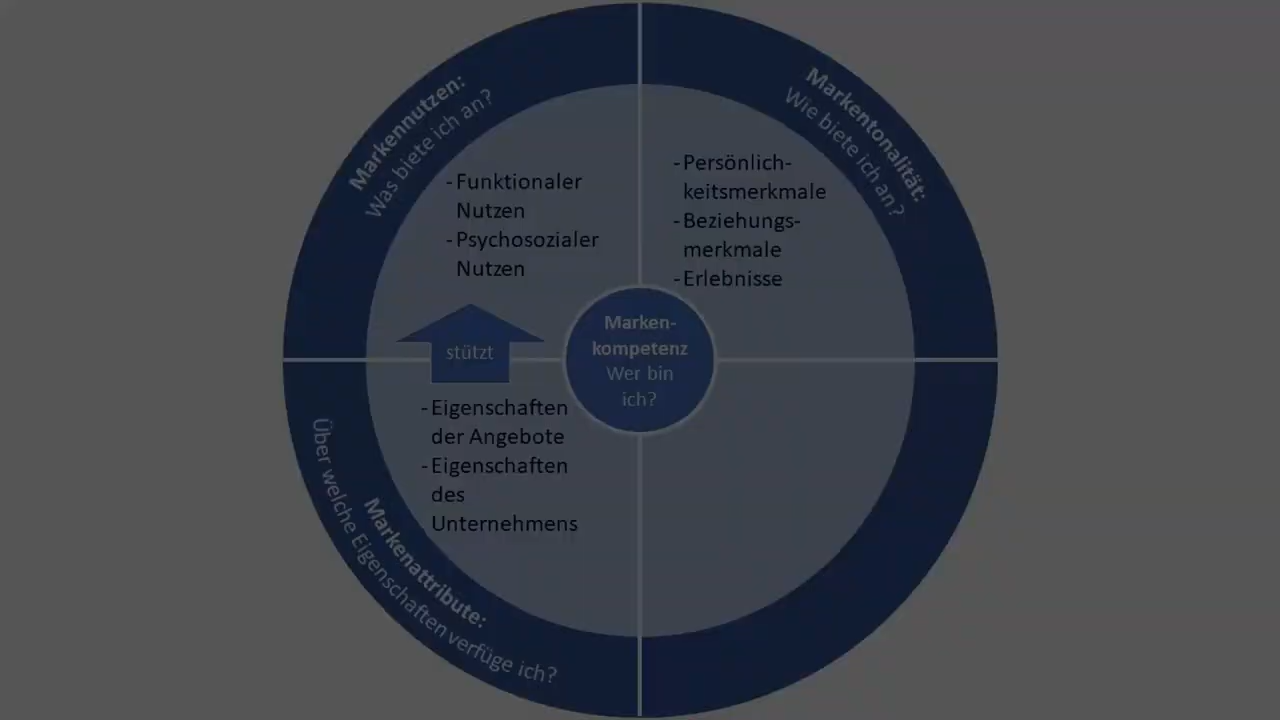 Markennutzen:
Was biete ich an?
- Funktionaler
Nutzen
- Psychosozialer
Nutzen
Markentonalität:
Wie biete ich an?
- Persönlich-
keitsmerkmale
- Beziehungs-
merkmale
- Erlebnisse
Marken-
kompetenz
Wer bin
ich?
stützt
- Eigenschaften
der Angebote
- Eigenschaften
des
Unternehmens
Markenattribute:
Über welche Eigenschaften verfüge ich?